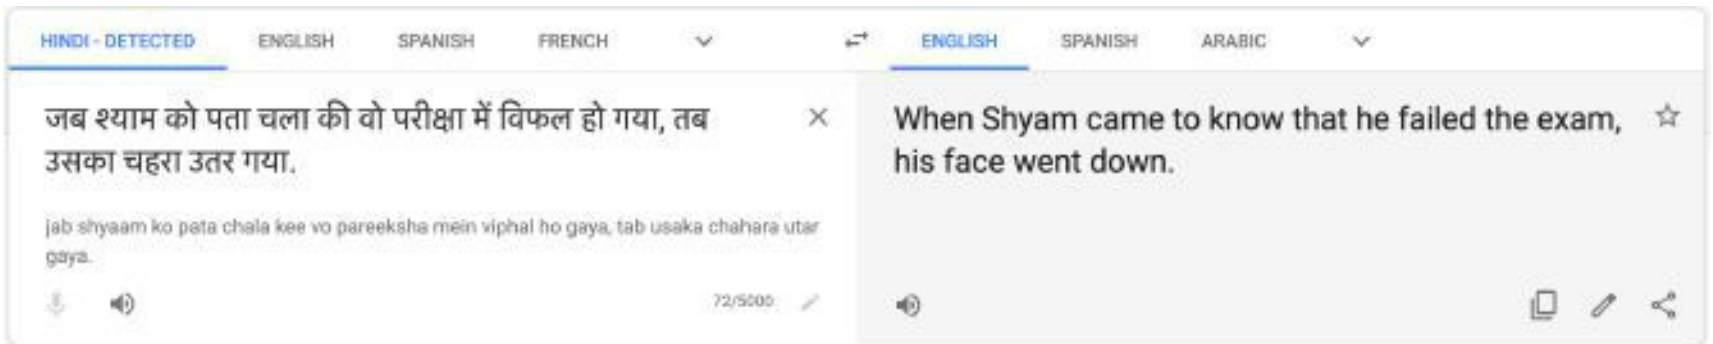 HINDI - DETECTED ENGLISH SPANISH FRENCH ENGLISH SPANISH ARABIC
जब श्याम को पता चला की वो परीक्षा में विफल हो गया, तब
उसका चहरा उतर गया.
jab shyaam ko pata chala kee vo pareeksha mein viphal ho gaya, tab usaka chahara utar
gaya.
72/5000
When Shyam came to know that he failed the exam,
his face went down.